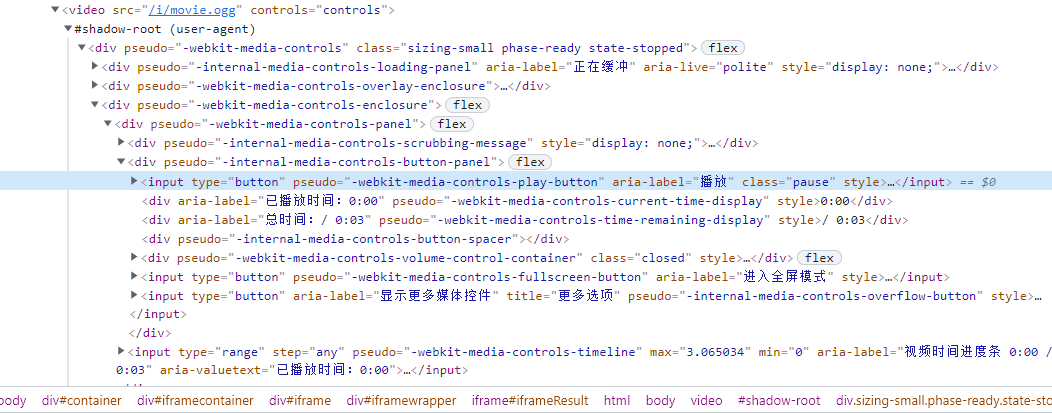 ▼<video src="/i/movie.ogg" controls="controls">
▼#shadow-root (user-agent)
▼<div pseudo="-webkit-media-controls" class="sizing-small phase-ready state-stopped"> flex
▶<div pseudo="-internal-media-controls-loading-panel" aria-label="正在缓冲" aria-live="polite" style="display: none;">…</div>
▶<div pseudo="-webkit-media-controls-overlay-enclosure">…</div>
▼<div pseudo="-webkit-media-controls-enclosure"> flex
▼<div pseudo="-webkit-media-controls-panel"> flex
▶<div pseudo="-internal-media-controls-scrubbing-message" style="display: none;">…</div>
▼<div pseudo="-internal-media-controls-button-panel"> flex
▶<input type="button" pseudo="-webkit-media-controls-play-button" aria-label="播放" class="pause" style>…</input> == $0
<div aria-label="已播放时间：0:00" pseudo="-webkit-media-controls-current-time-display" style>0:00</div>
<div aria-label="总时间：/ 0:03" pseudo="-webkit-media-controls-time-remaining-display" style>/ 0:03</div>
<div pseudo="-internal-media-controls-button-spacer"></div>
▶<div pseudo="-webkit-media-controls-volume-control-container" class="closed" style>…</div> flex
▶<input type="button" pseudo="-webkit-media-controls-fullscreen-button" aria-label="进入全屏模式" style>…</input>
▶<input type="button" aria-label="显示更多媒体控件" title="更多选项" pseudo="-internal-media-controls-overflow-button" style>…
</input>
</div>
▶<input type="range" step="any" pseudo="-webkit-media-controls-timeline" max="3.065034" min="0" aria-label="视频时间进度条 0:00 /
0:03" aria-valuetext="已播放时间：0:00">…</input>
body div#container div#iframecontainer div#iframe div#iframewrapper iframe#iframeResult html body video #shadow-root div.sizing-small.phase-ready.state-sto